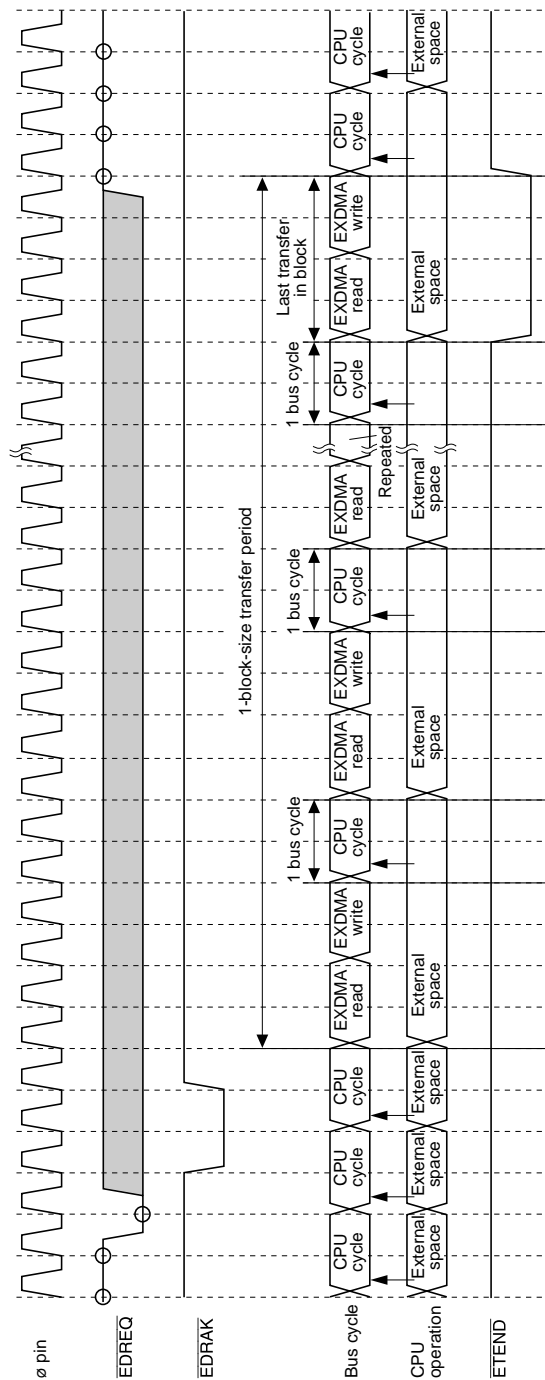 ø pin
EDREQ
EDRAK
1-block-size transfer period
1 bus cycle
1 bus cycle
1 bus cycle
Last transfer
in block
Bus cycle
CPU
cycle
CPU
cycle
CPU
cycle
EXDMA
read
EXDMA
write
CPU
cycle
EXDMA
read
EXDMA
write
CPU
cycle
EXDMA
read
Repeated
CPU
cycle
EXDMA
read
EXDMA
write
CPU
cycle
CPU
cycle
CPU
operation
External
space
External
space
External
space
External
space
External
space
External
space
External
space
External
space
ETEND